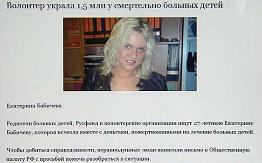 Волонтер украла 1,5 млн у смертельно больных детей
Екатерина Бабичева
Родители больных детей, Русфонд и волонтерские организации ищут 27-летнюю Екатерину
Бабичеву, которая исчезла вместе с деньгами, пожертвованными на лечение больных детей.
Чтобы добиться справедливости, неравнодушные люди написали письмо в Общественную
палату РФ с просьбой помочь разобраться в ситуации.